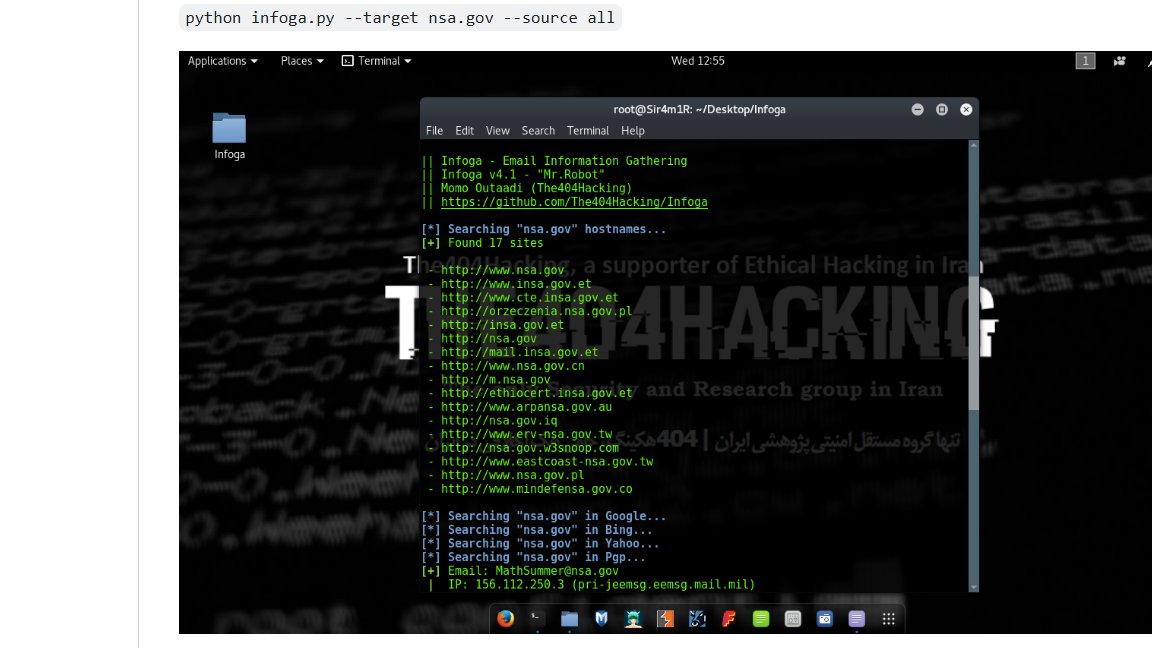 python infoga.py --target nsa.gov --source all
Applications Places Terminal Wed 12:55 1
Infoga
root@Sir4m1R: ~/Desktop/Infoga
File Edit View Search Terminal Help
|| Infoga - Email Information Gathering
|| Infoga v4.1 - "Mr.Robot"
|| Momo Outaadi (The404Hacking)
|| https://github.com/The404Hacking/Infoga
[*] Searching "nsa.gov" hostnames...
[+] Found 17 sites
The404Hacking, a supporter of Ethical Hacking in Iran
THE404HACKING
Security and Research group in Iran
تنها گروه مستقل امنیتی پژوهشی ایران | 404هکینگ
- http://www.nsa.gov
- http://www.insa.gov.et
- http://www.cte.insa.gov.et
- http://orzeczenia.nsa.gov.pl
- http://insa.gov.et
- http://nsa.gov
- http://mail.insa.gov.et
- http://www.nsa.gov.cn
- http://m.nsa.gov
- http://ethiocert.insa.gov.et
- http://www.arpansa.gov.au
- http://nsa.gov.iq
- http://www.erv-nsa.gov.tw
- http://nsa.gov.w3snoop.com
- http://www.eastcoast-nsa.gov.tw
- http://www.nsa.gov.pl
- http://www.mindefensa.gov.co
[*] Searching "nsa.gov" in Google...
[*] Searching "nsa.gov" in Bing...
[*] Searching "nsa.gov" in Yahoo...
[*] Searching "nsa.gov" in Pgp...
[+] Email: MathSummer@nsa.gov
| IP: 156.112.250.3 (pri-jeemsg.eemsg.mail.mil)